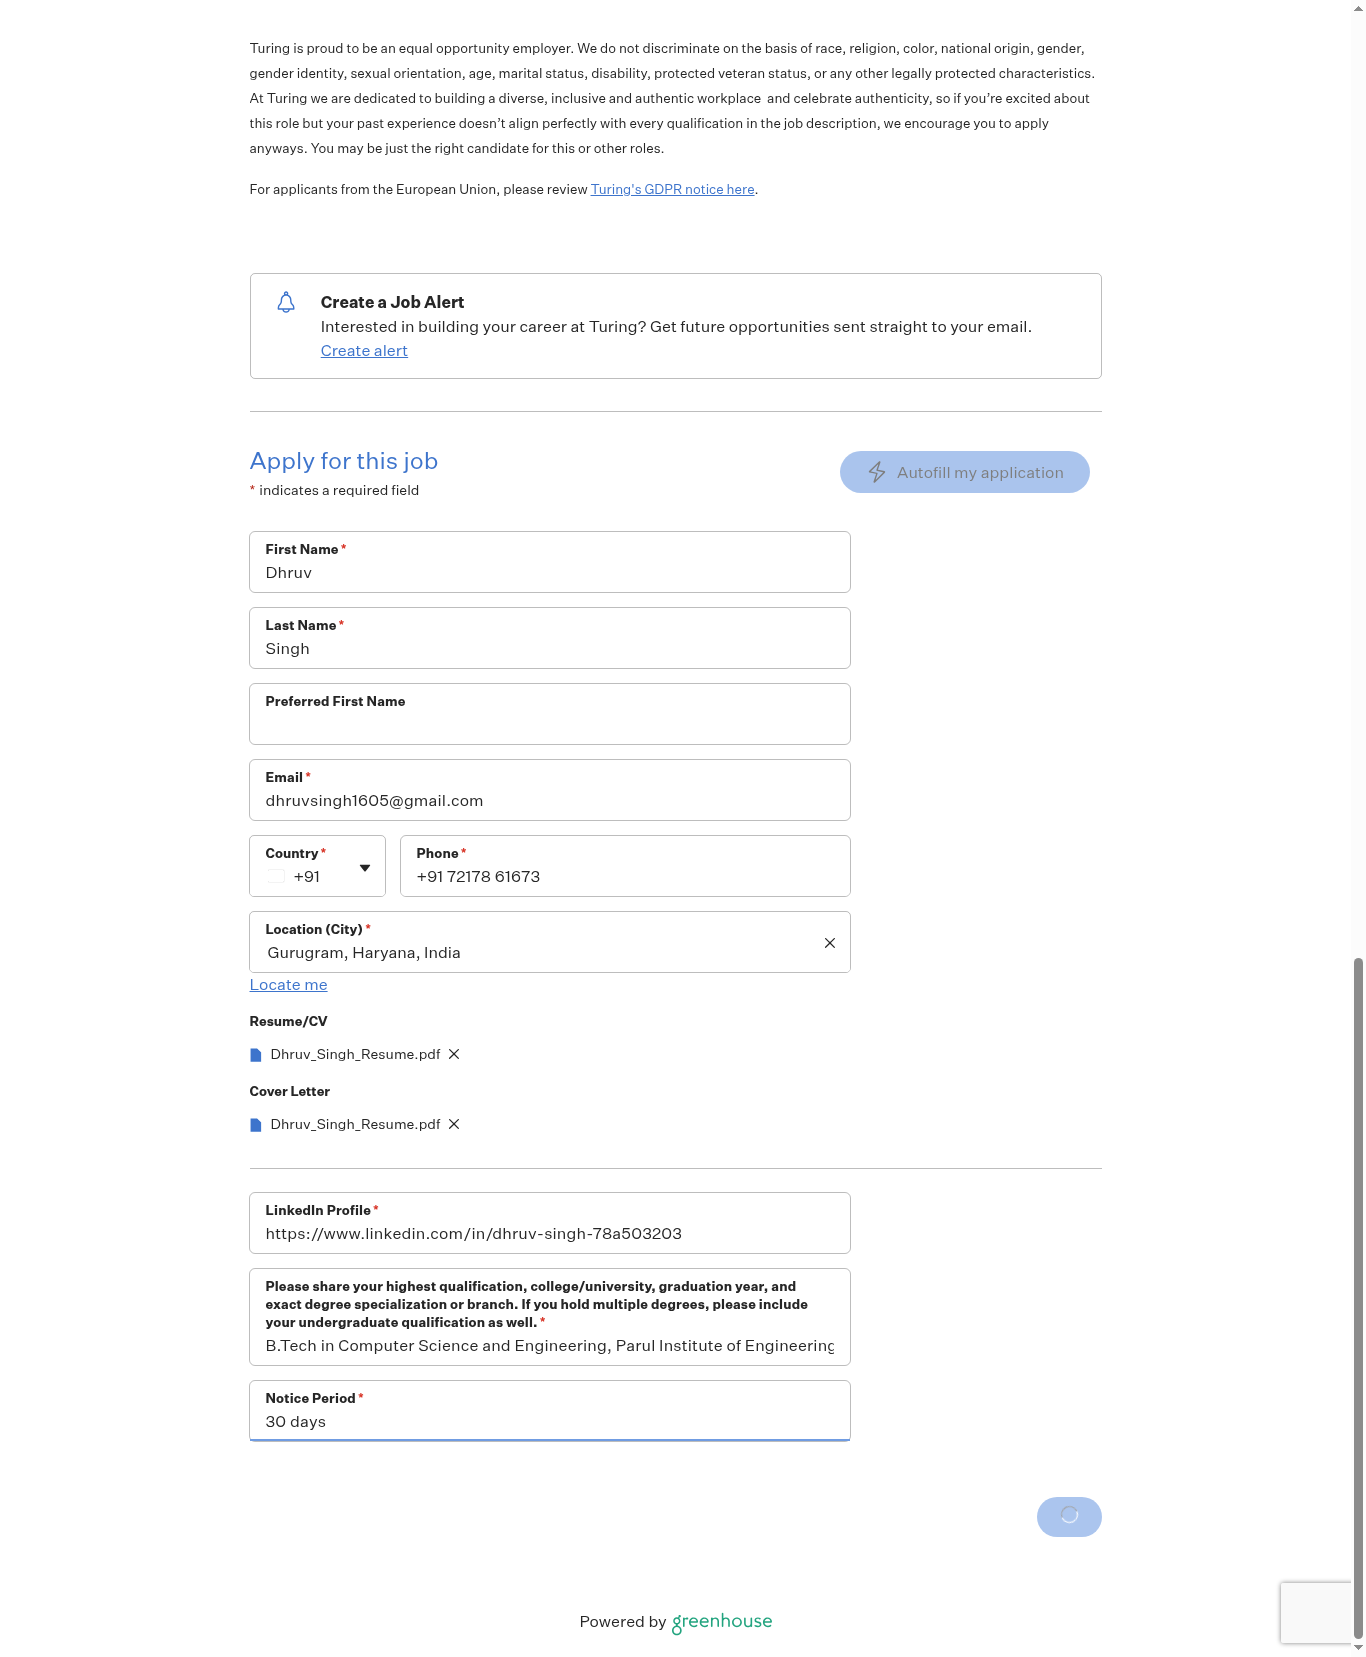 Turing is proud to be an equal opportunity employer. We do not discriminate on the basis of race, religion, color, national origin, gender,
gender identity, sexual orientation, age, marital status, disability, protected veteran status, or any other legally protected characteristics.
At Turing we are dedicated to building a diverse, inclusive and authentic workplace  and celebrate authenticity, so if you’re excited about
this role but your past experience doesn’t align perfectly with every qualification in the job description, we encourage you to apply
anyways. You may be just the right candidate for this or other roles.
For applicants from the European Union, please review Turing's GDPR notice here.
Create a Job Alert
Interested in building your career at Turing? Get future opportunities sent straight to your email.
Create alert
Apply for this job
Autofill my application
* indicates a required field
First Name*
Dhruv
Last Name*
Singh
Preferred First Name
Email*
dhruvsingh1605@gmail.com
Country*
+91
Phone*
+91 72178 61673
Location (City)*
Gurugram, Haryana, India
Locate me
Resume/CV
Dhruv_Singh_Resume.pdf
Cover Letter
Dhruv_Singh_Resume.pdf
LinkedIn Profile*
https://www.linkedin.com/in/dhruv-singh-78a503203
Please share your highest qualification, college/university, graduation year, and
exact degree specialization or branch. If you hold multiple degrees, please include
your undergraduate qualification as well.*
B.Tech in Computer Science and Engineering, Parul Institute of Engineering
Notice Period*
30 days
Powered by greenhouse